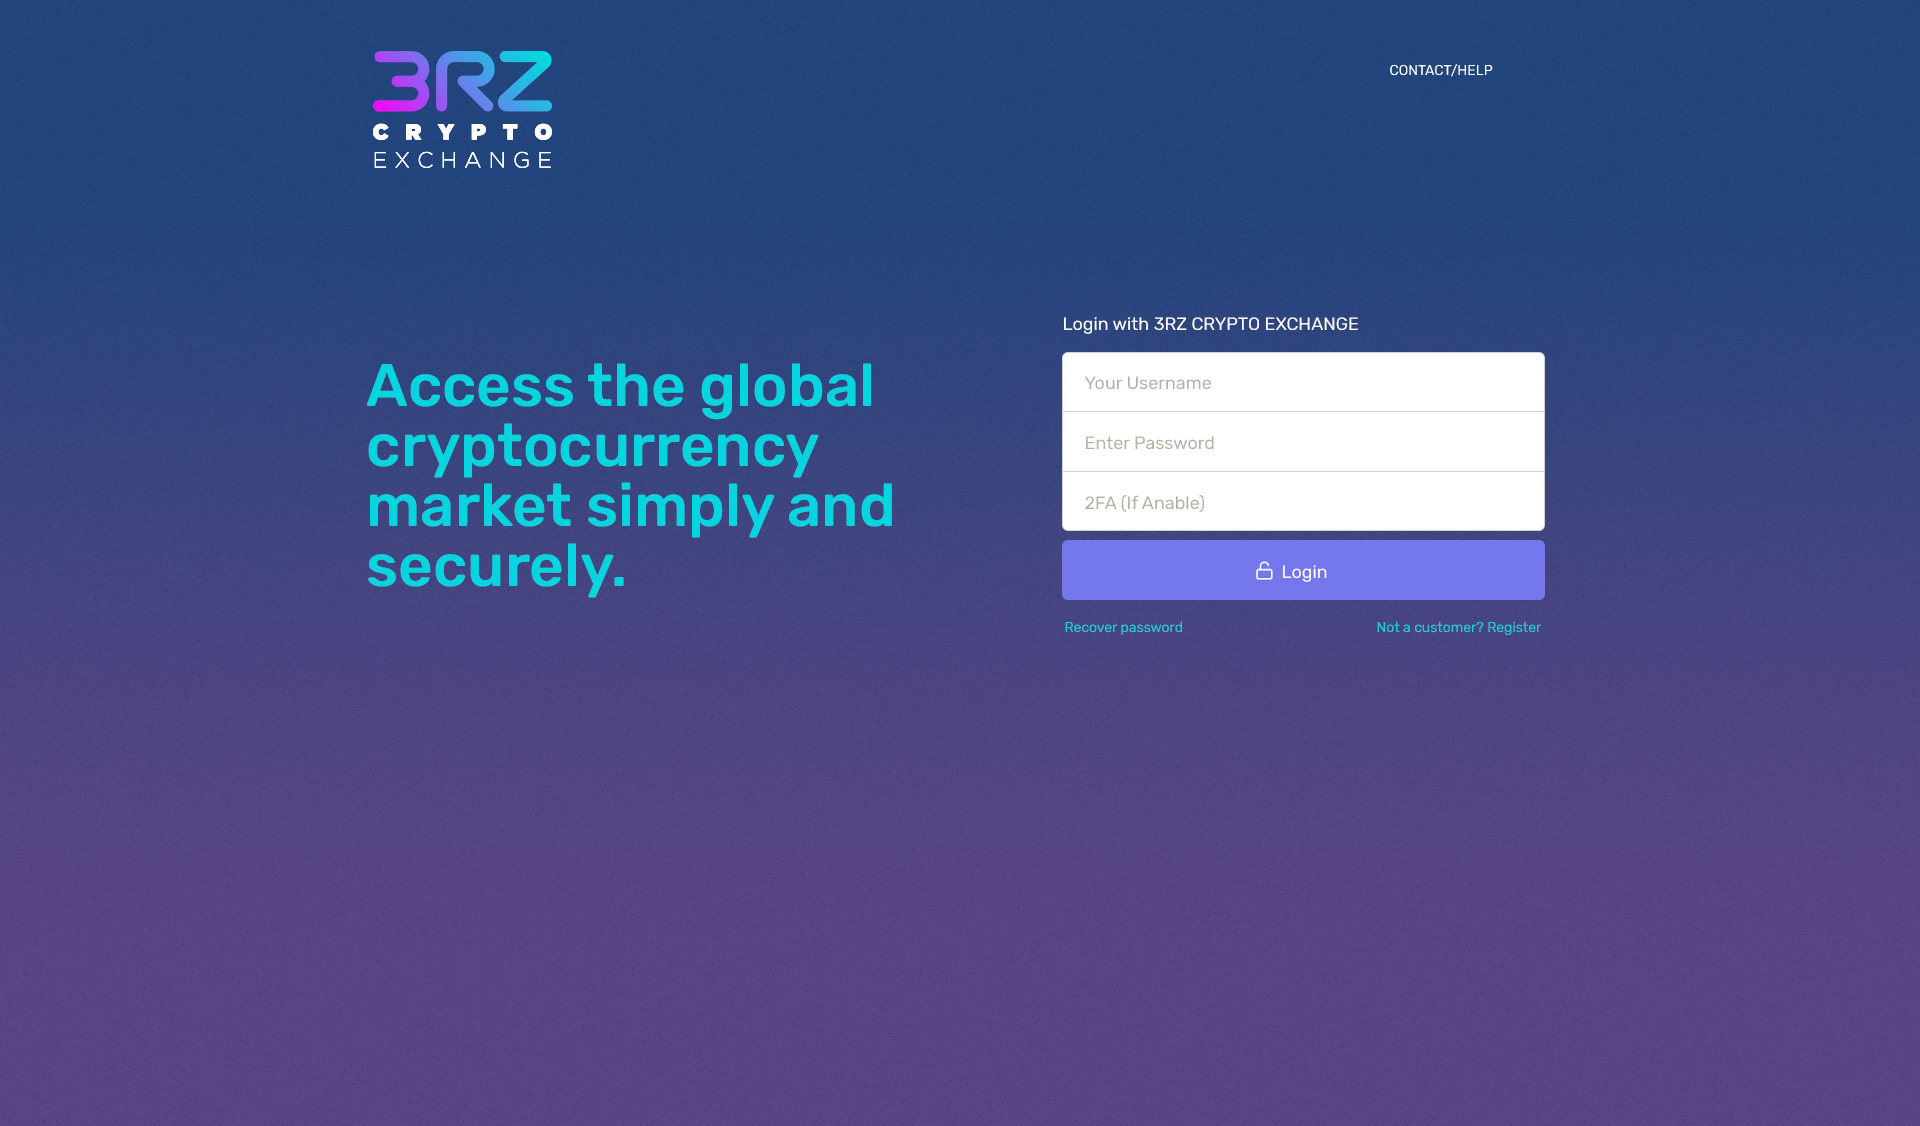 3RZ
CRYPTO
EXCHANGE
CONTACT/HELP
Access the global
cryptocurrency
market simply and
securely.
Login with 3RZ CRYPTO EXCHANGE
Your Username
Enter Password
2FA (If Anable)
Login
Recover password
Not a customer? Register